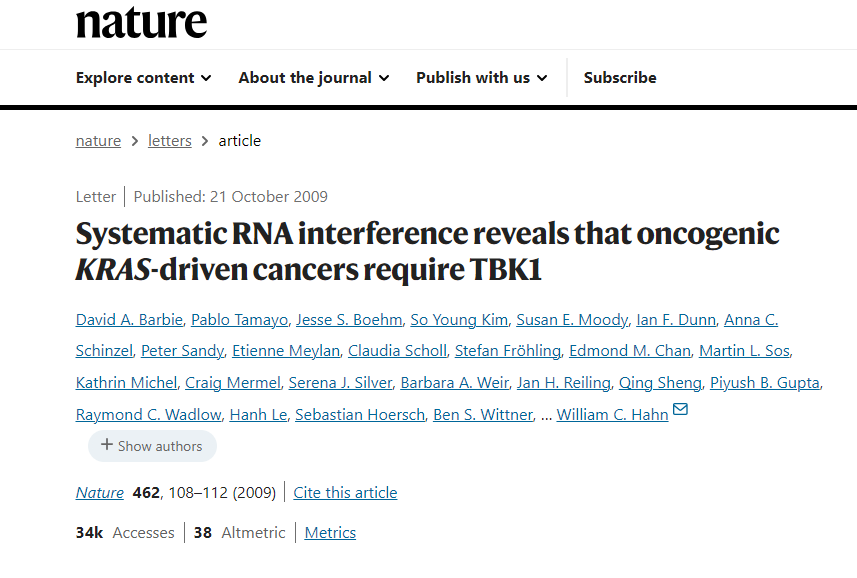 nature
Explore content About the journal Publish with us Subscribe
nature > letters > article
Letter | Published: 21 October 2009
Systematic RNA interference reveals that oncogenic
KRAS-driven cancers require TBK1
David A. Barbie, Pablo Tamayo, Jesse S. Boehm, So Young Kim, Susan E. Moody, Ian F. Dunn, Anna C.
Schinzel, Peter Sandy, Etienne Meylan, Claudia Scholl, Stefan Fröhling, Edmond M. Chan, Martin L. Sos,
Kathrin Michel, Craig Mermel, Serena J. Silver, Barbara A. Weir, Jan H. Reiling, Qing Sheng, Piyush B. Gupta,
Raymond C. Wadlow, Hanh Le, Sebastian Hoersch, Ben S. Wittner, ... William C. Hahn
+ Show authors
Nature 462, 108–112 (2009) | Cite this article
34k Accesses | 38 Altmetric | Metrics